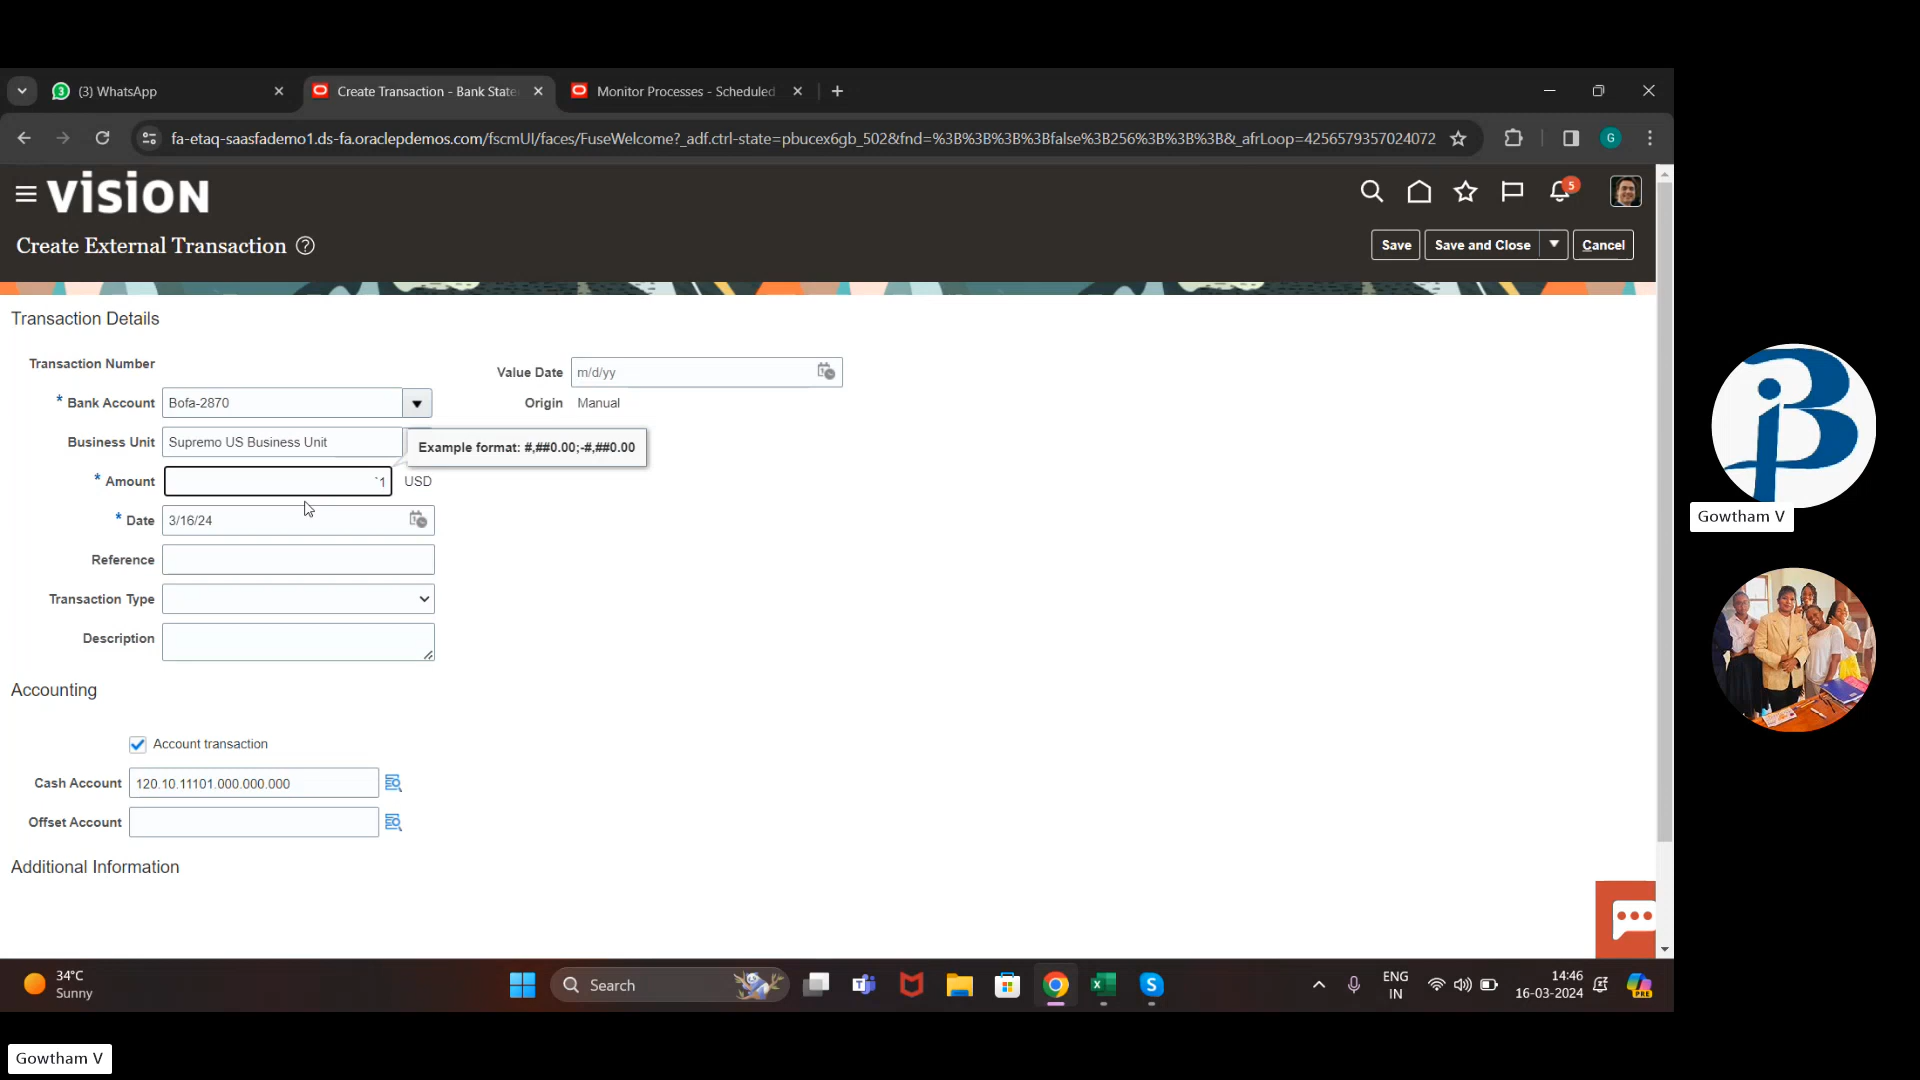 3
(3) WhatsApp
Create Transaction - Bank State
Monitor Processes - Scheduled
fa-etaq-saasfademo1.ds-fa.oraclepdemos.com/fscmUI/faces/FuseWelcome?_adf.ctrl-state=pbucex6gb_502&fnd=%3B%3B%3B%3Bfalse%3B256%3B%3B%3B&_afrLoop=4256579357024072
G
VISION
5
Create External Transaction ?
Save
Save and Close
Cancel
Transaction Details
Transaction Number
Value Date m/d/yy
* Bank Account Bofa-2870
Origin Manual
Business Unit Supremo US Business Unit
Example format: #,##0.00;-#,##0.00
* Amount `1 USD
* Date 3/16/24
Reference
Transaction Type
Description
Accounting
Account transaction
Cash Account 120.10.11101.000.000.000
Offset Account
Additional Information
Gowtham V
34°C
Sunny
Search
ENG
IN
14:46
16-03-2024
PRE
Gowtham V